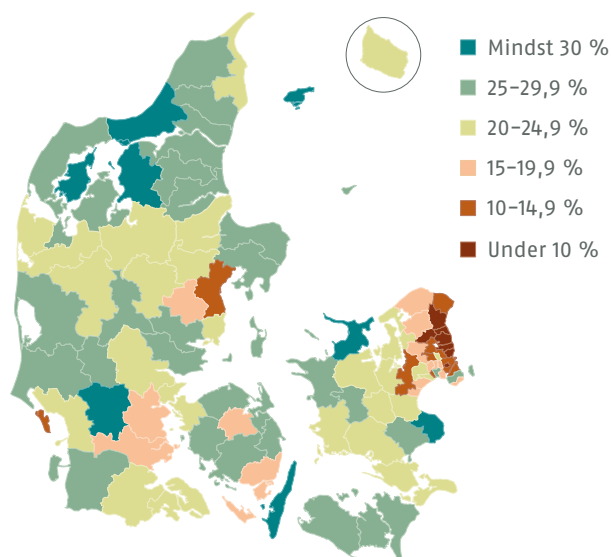 Mindst 30 %
25-29,9 %
20-24,9 %
15-19,9 %
10-14,9 %
Under 10 %